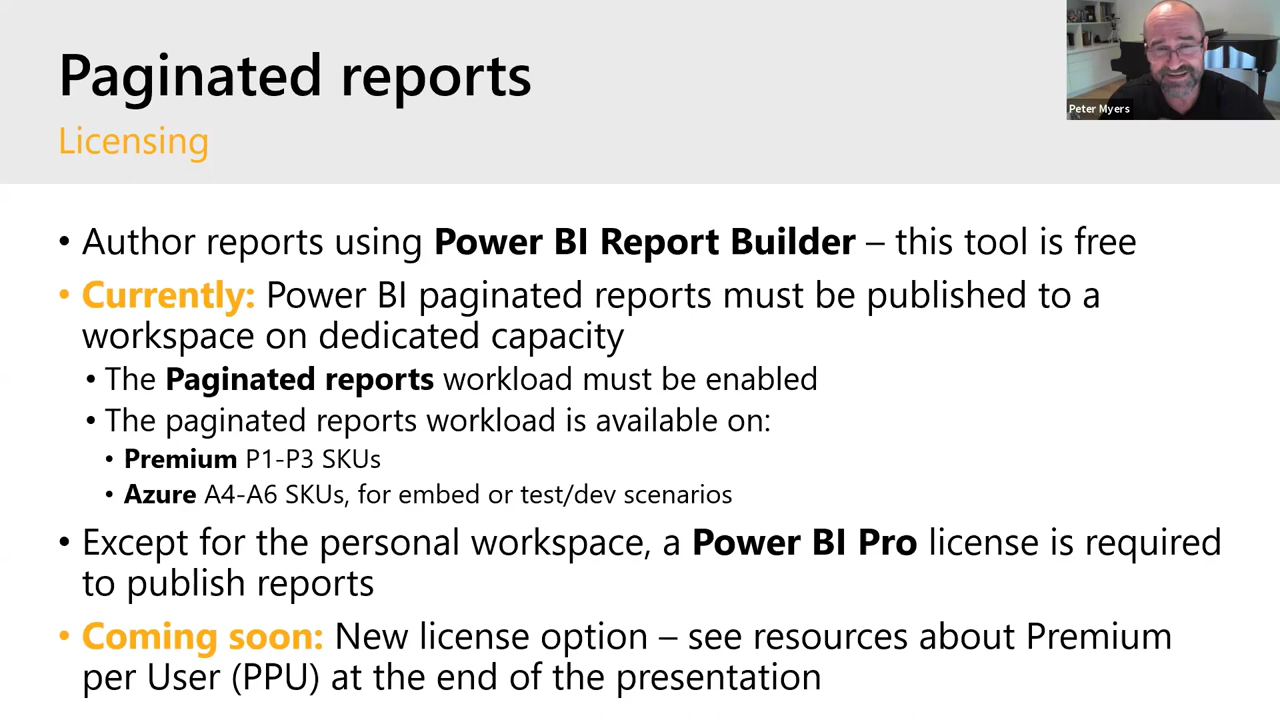 Paginated reports
Licensing
Peter Myers
• Author reports using Power BI Report Builder – this tool is free
• Currently: Power BI paginated reports must be published to a
workspace on dedicated capacity
• The Paginated reports workload must be enabled
• The paginated reports workload is available on:
• Premium P1-P3 SKUs
• Azure A4-A6 SKUs, for embed or test/dev scenarios
• Except for the personal workspace, a Power BI Pro license is required
to publish reports
• Coming soon: New license option – see resources about Premium
per User (PPU) at the end of the presentation